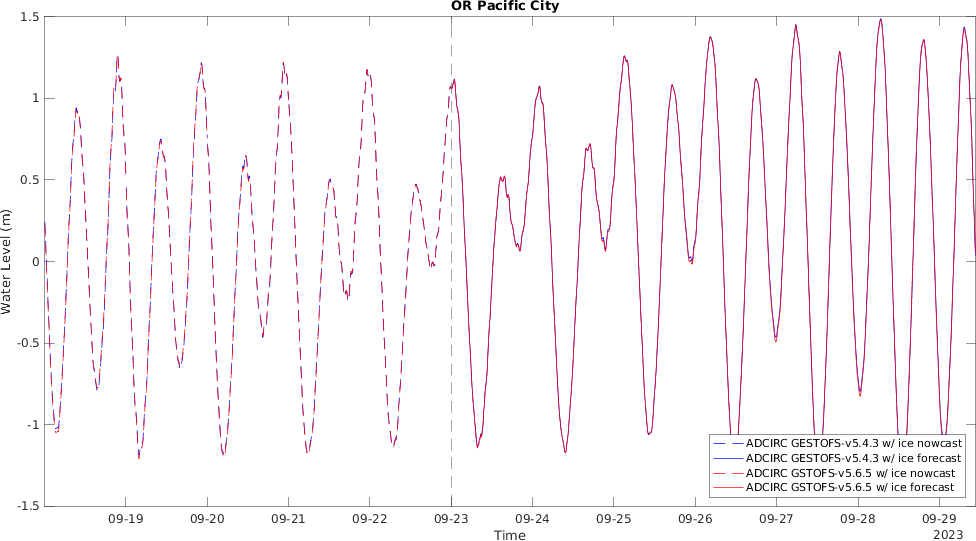 OR Pacific City
Water Level (m)
1.5
1
0.5
0
-0.5
-1
-1.5
ADCIRC GESTOFS-v5.4.3 w/ ice nowcast
ADCIRC GESTOFS-v5.4.3 w/ ice forecast
ADCIRC GSTOFS-v5.6.5 w/ ice nowcast
ADCIRC GSTOFS-v5.6.5 w/ ice forecast
09-19 09-20 09-21 09-22 09-23 09-24 09-25 09-26 09-27 09-28 09-29
Time
2023